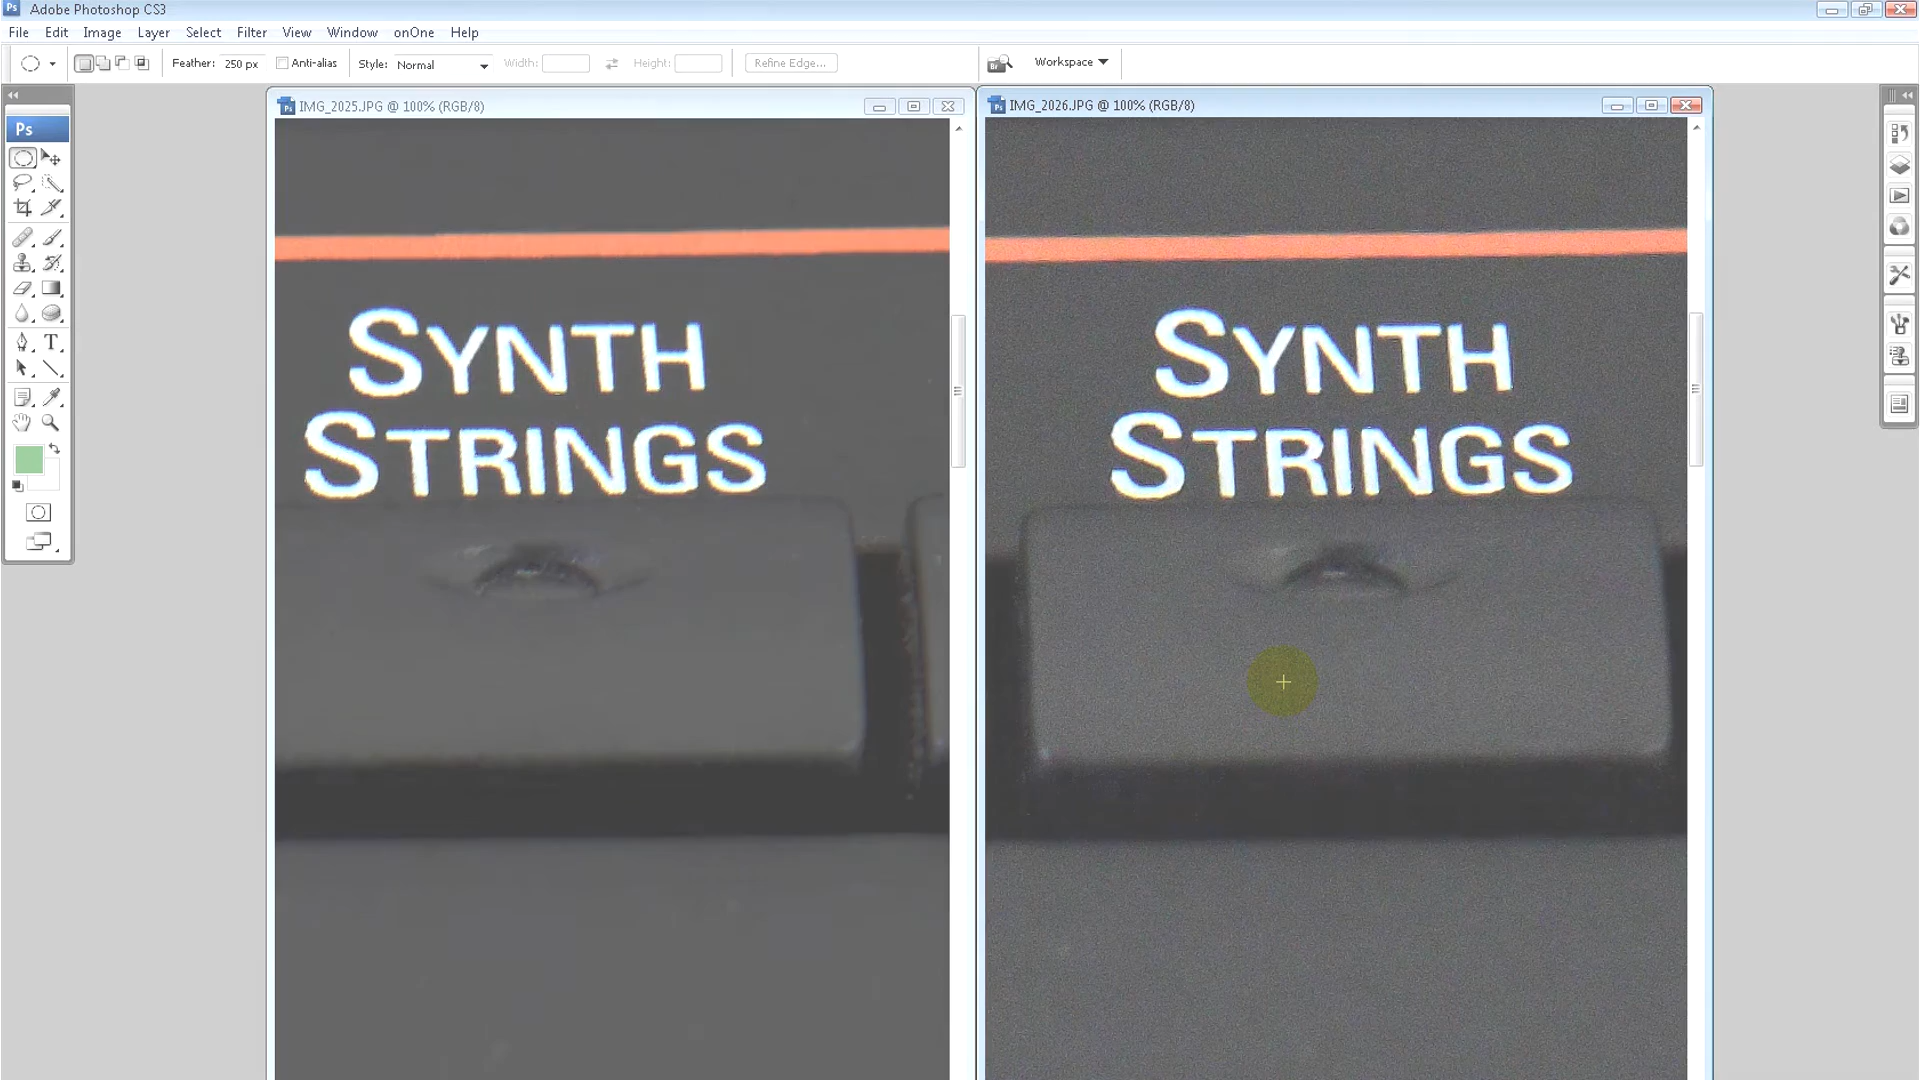 Adobe Photoshop CS3
File Edit Image Layer Select Filter View Window onOne Help
Feather: 250 px Anti-alias Style: Normal Width: Height: Refine Edge... Br Workspace
Ps
IMG_2025.JPG @ 100% (RGB/8)
IMG_2026.JPG @ 100% (RGB/8)
SYNTH
STRINGS
SYNTH
STRINGS